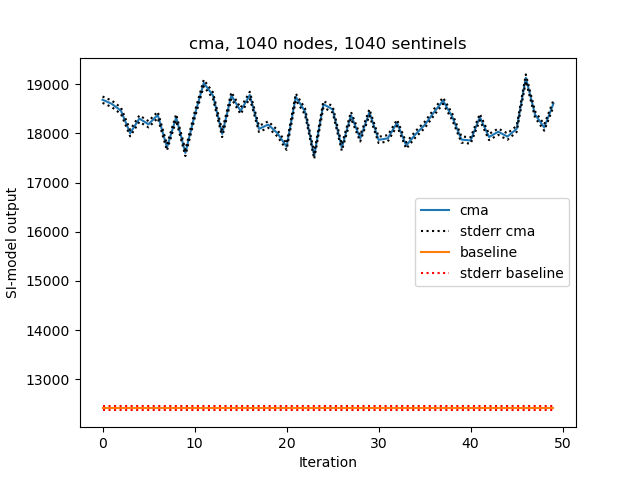 cma, 1040 nodes, 1040 sentinels
19000
18000
17000
16000
15000
14000
13000
SI-model output
cma
stderr cma
baseline
stderr baseline
0
10
20
30
40
50
Iteration